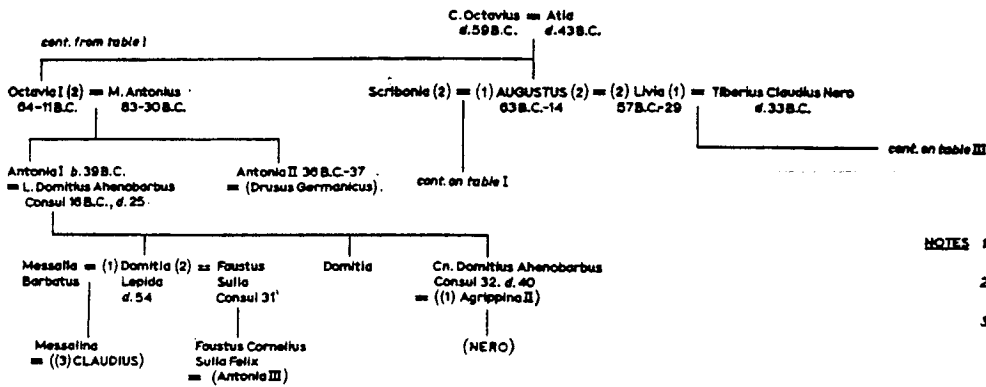 C. Octavius = Atia
d. 59 B.C. d. 43 B.C.
cont. from table I
Octavia I (2) = M. Antonius
64-11 B.C. 83-30 B.C.
Scribonia (2) = (1) AUGUSTUS (2) = (2) Livia (1) = Tiberius Claudius Nero
63 B.C.-14 57 B.C.-29 d. 33 B.C.
cont. on table III
Antonia I b. 39 B.C.
= L. Domitius Ahenobarbus
Consul 16 B.C., d. 25
Antonia II 36 B.C.-37
= (Drusus Germanicus)
cont. on table I
NOTES 1
2
3
Messalla = (1) Domitia (2) = Faustus
Barbatus Lepida Sulla
d. 54 Consul 31
Domitia
Cn. Domitius Ahenobarbus
Consul 32. d. 40
= ((1) Agrippina II)
Messalina
= ((3) CLAUDIUS)
Faustus Cornelius
Sulla Felix
= (Antonia III)
(NERO)